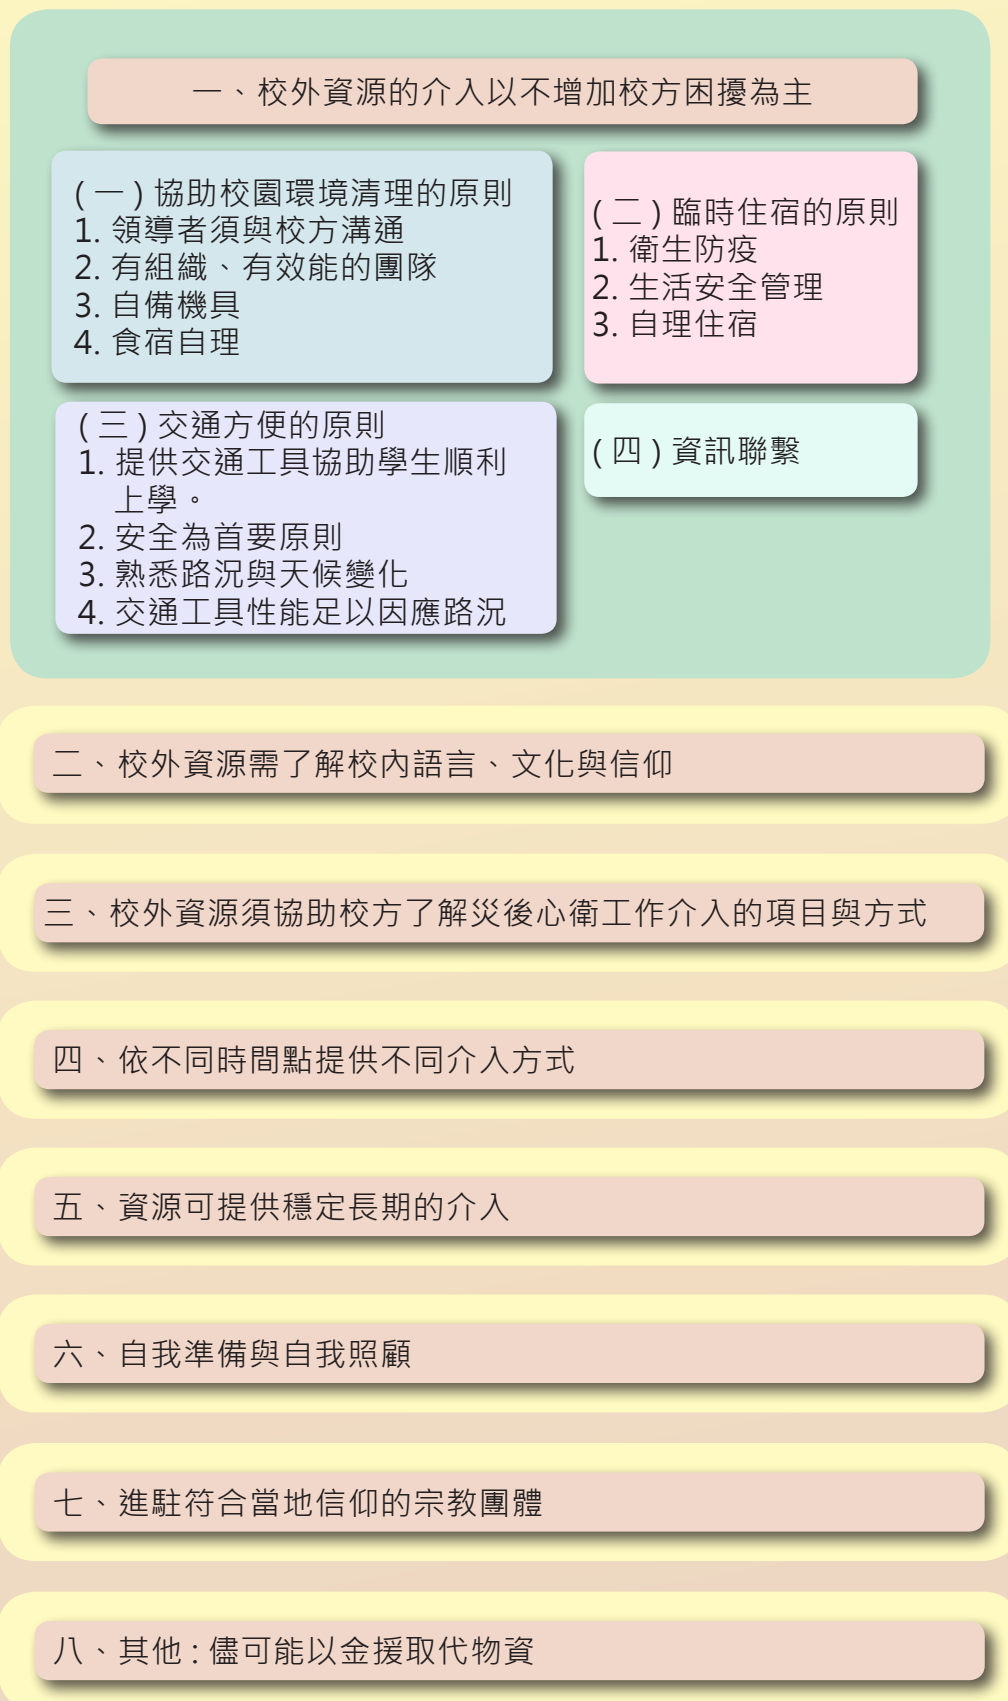 一、校外資源的介入以不增加校方困擾為主
(一)協助校園環境清理的原則
1. 領導者須與校方溝通
2. 有組織、有效能的團隊
3. 自備機具
4. 食宿自理
(二)臨時住宿的原則
1. 衛生防疫
2. 生活安全管理
3. 自理住宿
(三)交通方便的原則
1. 提供交通工具協助學生順利
上學。
2. 安全為首要原則
3. 熟悉路況與天候變化
4. 交通工具性能足以因應路況
(四)資訊聯繫
二、校外資源需了解校內語言、文化與信仰
三、校外資源須協助校方了解災後心衛工作介入的項目與方式
四、依不同時間點提供不同介入方式
五、資源可提供穩定長期的介入
六、自我準備與自我照顧
七、進駐符合當地信仰的宗教團體
八、其他:儘可能以金援取代物資